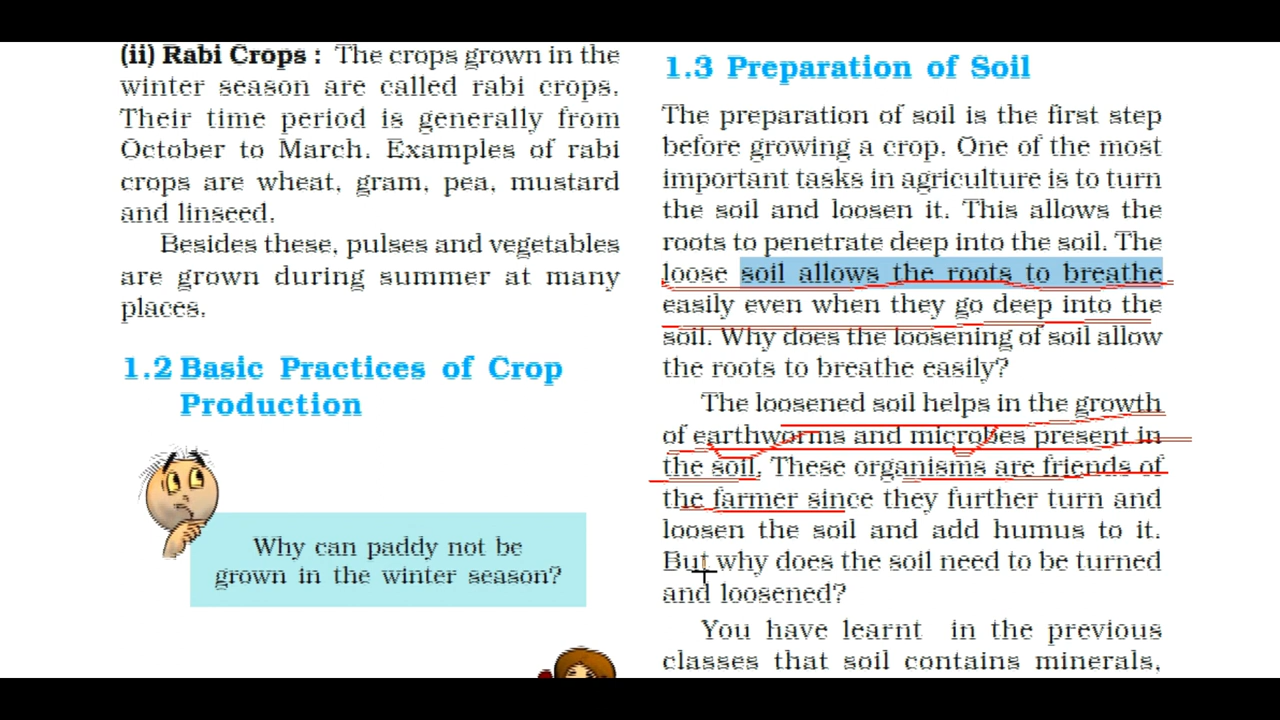 (ii) Rabi Crops : The crops grown in the
winter season are called rabi crops.
Their time period is generally from
October to March. Examples of rabi
crops are wheat, gram, pea, mustard
and linseed.
Besides these, pulses and vegetables
are grown during summer at many
places.
1.2 Basic Practices of Crop
Production
Why can paddy not be
grown in the winter season?
1.3 Preparation of Soil
The preparation of soil is the first step
before growing a crop. One of the most
important tasks in agriculture is to turn
the soil and loosen it. This allows the
roots to penetrate deep into the soil. The
loose soil allows the roots to breathe
easily even when they go deep into the
soil. Why does the loosening of soil allow
the roots to breathe easily?
The loosened soil helps in the growth
of earthworms and microbes present in
the soil. These organisms are friends of
the farmer since they further turn and
loosen the soil and add humus to it.
But why does the soil need to be turned
and loosened?
You have learnt in the previous
classes that soil contains minerals,